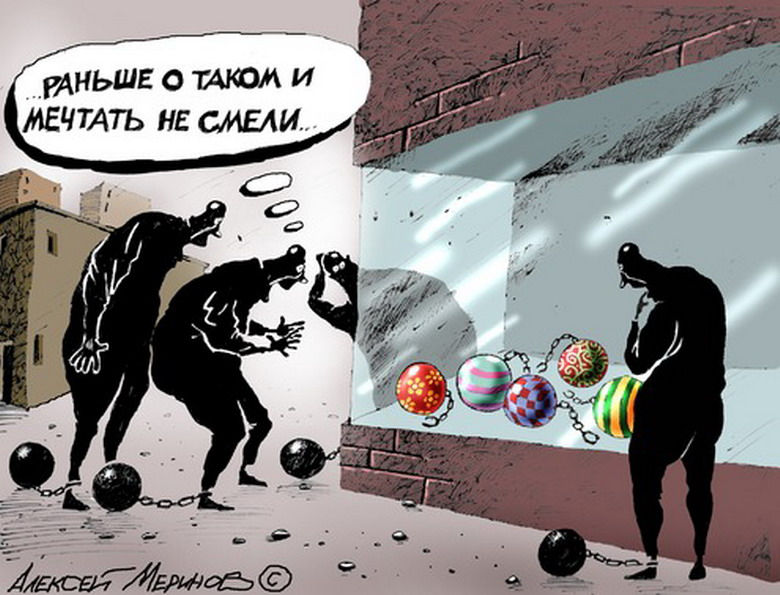 ...РАНЬШЕ О ТАКОМ И
МЕЧТАТЬ НЕ СМЕЛИ...
АЛЕКСЕЙ МЕРИНОВ ©